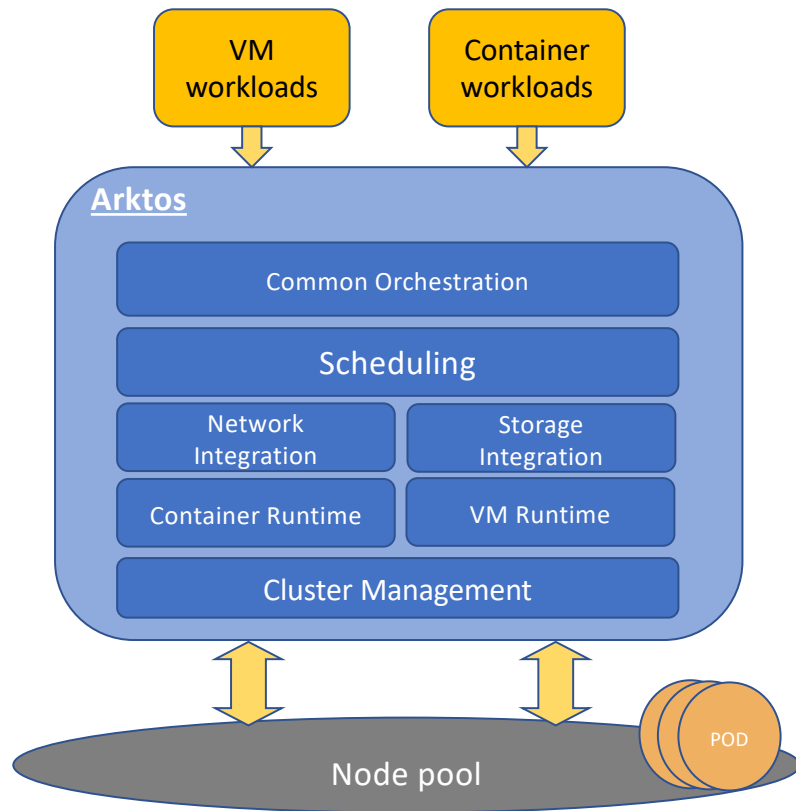 VM
workloads
Container
workloads
Arktos
Common Orchestration
Scheduling
Network
Integration
Storage
Integration
Container Runtime
VM Runtime
Cluster Management
POD
Node pool